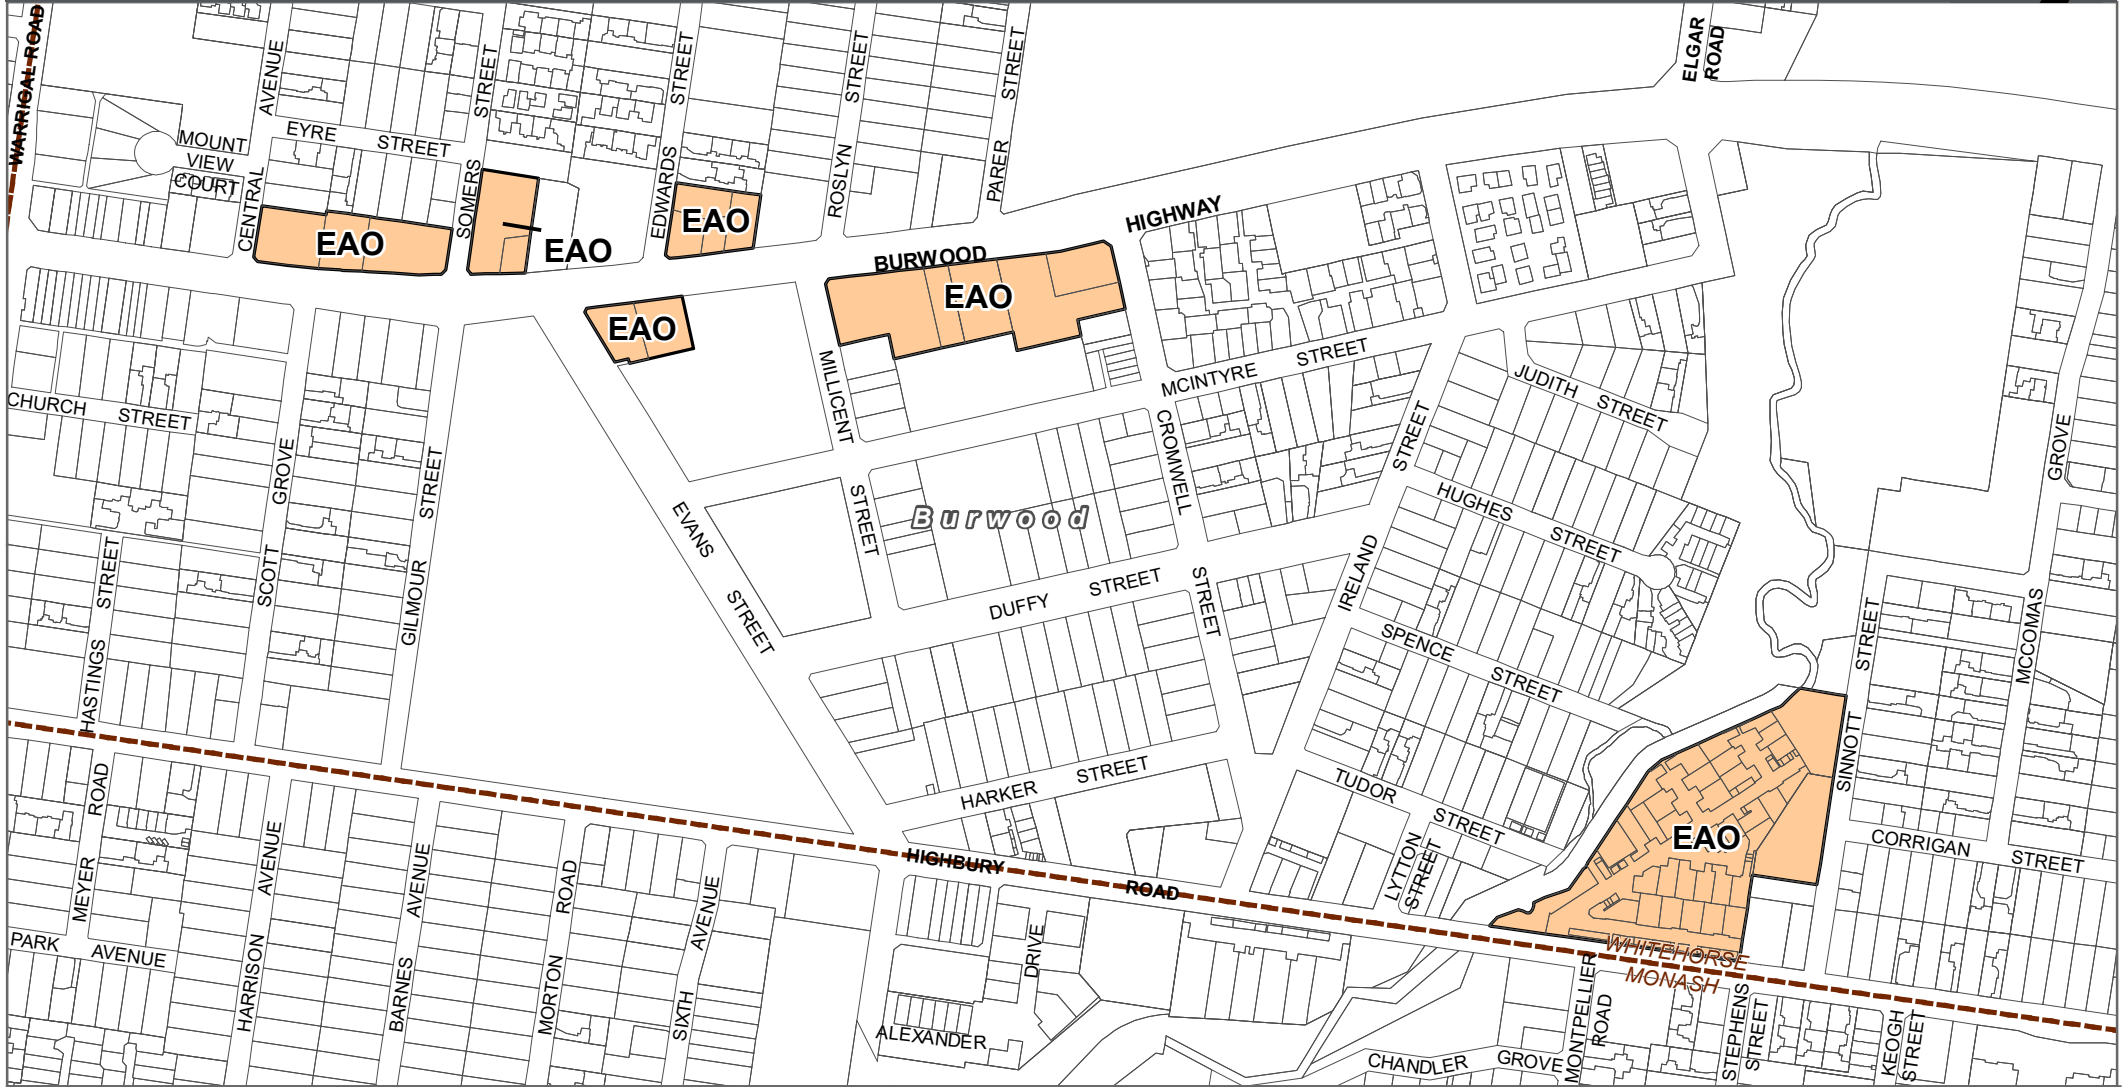 WARRIGAL ROAD
AVENUE
CENTRAL
MOUNT
VIEW
COURT
EYRE STREET
STREET
SOMERS
STREET
EDWARDS
STREET
ROSLYN
STREET
PARER
ELGAR
ROAD
EAO
EAO
EAO
EAO
EAO
BURWOOD
HIGHWAY
CHURCH STREET
GROVE
SCOTT
STREET
GILMOUR
STREET
HASTINGS
MILLICENT
STREET
EVANS
STREET
Burwood
MCINTYRE STREET
CROMWELL
STREET
DUFFY STREET
STREET
IRELAND
JUDITH STREET
HUGHES STREET
SPENCE STREET
TUDOR STREET
HARKER STREET
LYTTON
STREET
GROVE
MCCOMAS
STREET
SINNOTT
EAO
CORRIGAN STREET
HIGHBURY
ROAD
WHITEHORSE
MONASH
ROAD
MEYER
PARK AVENUE
AVENUE
HARRISON
AVENUE
BARNES
ROAD
MORTON
AVENUE
SIXTH
DRIVE
ALEXANDER
CHANDLER GROVE
MONTPELLIER
ROAD
STEPHENS
STREET
KEOGH
STREET